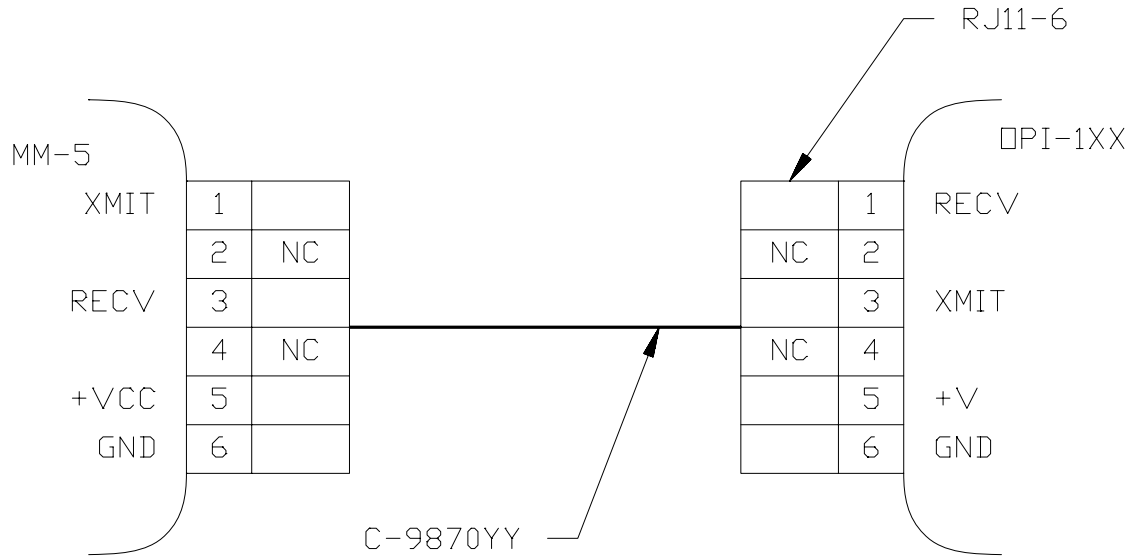 RJ11-6
MM-5
OPI-1XX
XMIT 1 1 RECV
2 NC NC 2
RECV 3 3 XMIT
4 NC NC 4
+VCC 5 5 +V
GND 6 6 GND
C-9870YY